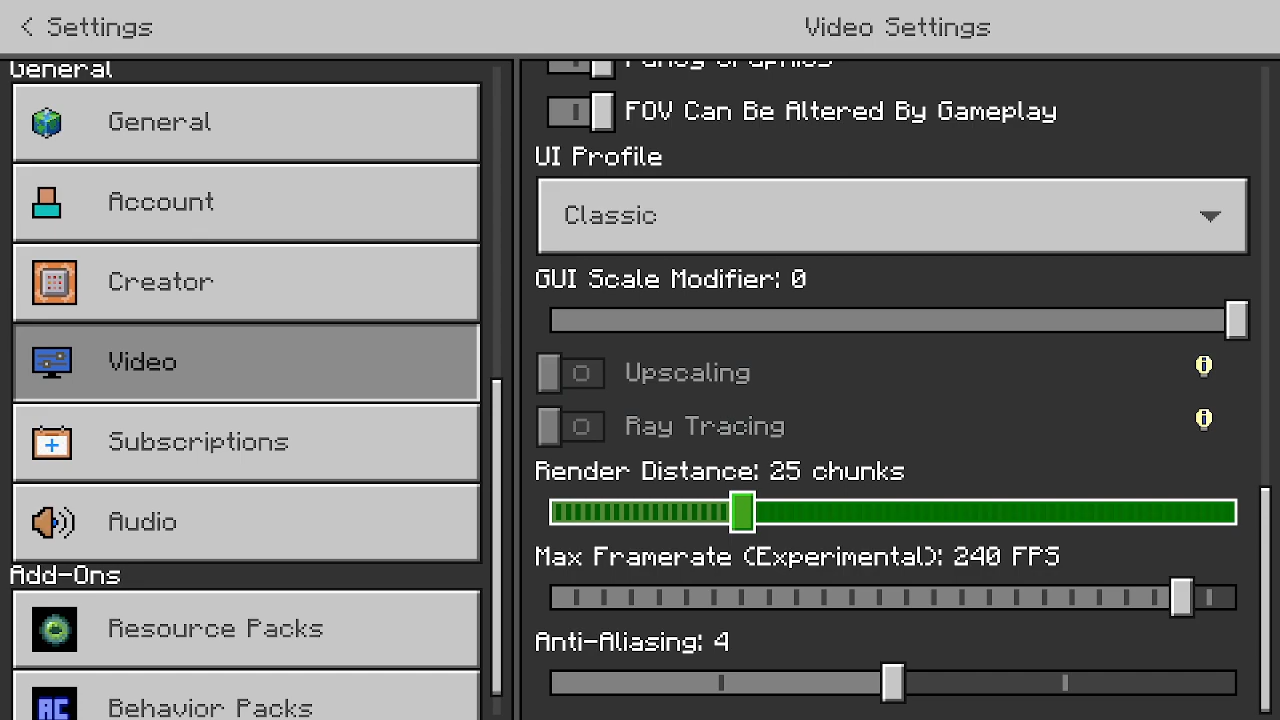 Settings
Video Settings
General
General
Account
Creator
Video
Subscriptions
Audio
Add-Ons
Resource Packs
Behavior Packs
Fancy Graphics
FOV Can Be Altered By Gameplay
UI Profile
Classic
GUI Scale Modifier: 0
Upscaling
Ray Tracing
Render Distance: 25 chunks
Max Framerate (Experimental): 240 FPS
Anti-Aliasing: 4